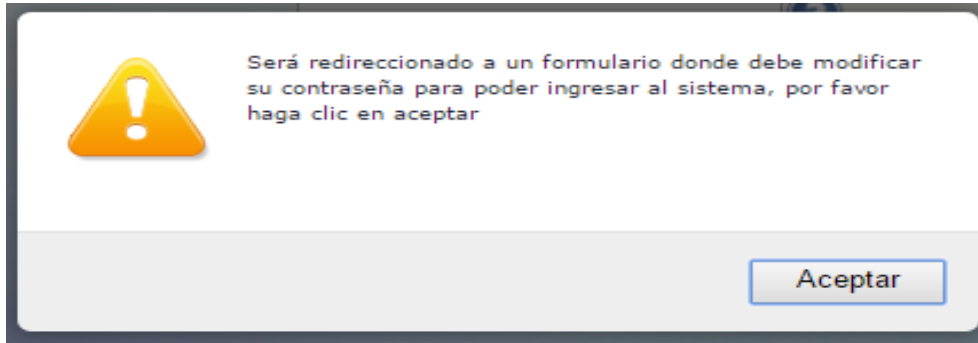 Será redireccionado a un formulario donde debe modificar
su contraseña para poder ingresar al sistema, por favor
haga clic en aceptar
Aceptar